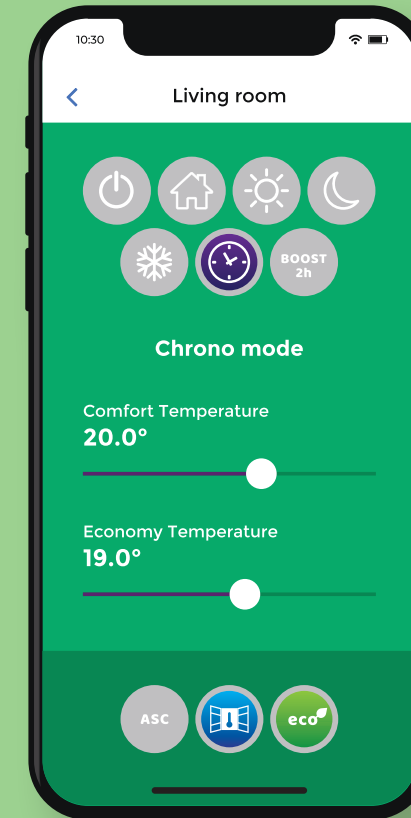 10:30
Living room
BOOST
2h
Chrono mode
Comfort Temperature
20.0°
Economy Temperature
19.0°
ASC
eco